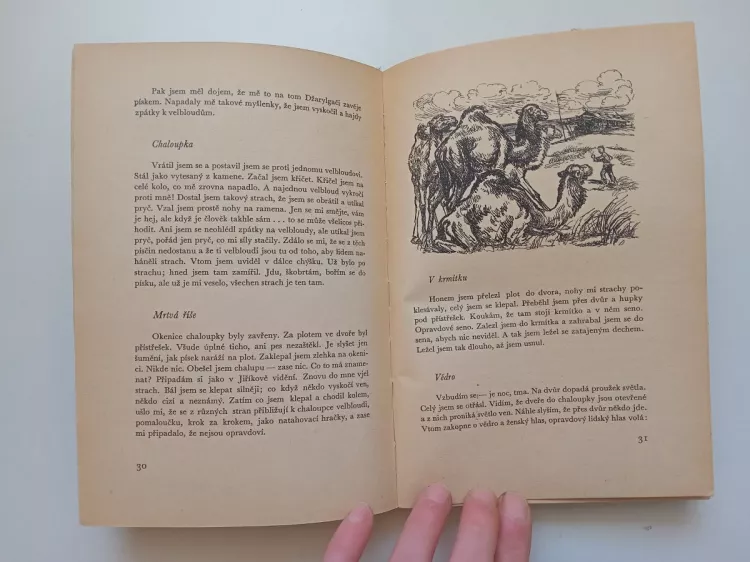 Pak jsem měl dojem, že mě to na tom Džarylgači zavěje
pískem. Napadaly mě takové myšlenky, že jsem vyskočil a hajdy
zpátky k velbloudům.
Chaloupka
Vrátil jsem se a postavil jsem se proti jednomu velbloudovi.
Stál jako vytesaný z kamene. Začal jsem křičet. Křičel jsem na
celé kolo, co mě zrovna napadlo. A najednou velbloud vykročí
proti mně! Dostal jsem takový strach, že jsem se obrátil a utíkal
pryč. Vzal jsem prostě nohy na ramena. Jen se mi smějte, vám
je hej, ale když je člověk takhle sám . . . to se může všelicos při-
hodit. Ani jsem se neohlédl zpátky na velbloudy, ale utíkal jsem
pryč, pořád jen pryč, co mi síly stačily. Zdálo se mi, že se z těch
písčin nedostanu a že ti velbloudi jsou tu od toho, aby lidem na-
háněli strach. Vtom jsem uviděl v dálce chýšku. Už bylo po
strachu; hned jsem tam zamířil. Jdu, škobrtám, bořím se do
písku, ale už je mi veselo, všechen strach je ten tam.
Mrtvá říše
Okenice chaloupky byly zavřeny. Za plotem ve dvoře byl
přístřešek. Všude úplné ticho, ani pes nezaštěkl. Je slyšet jen
šumění, jak písek naráží na plot. Zaklepal jsem zlehka na okeni-
ci. Nikde nic. Obešel jsem chalupu — zase nic. Co to má zname-
nat? Připadám si jako v Jiříkově vidění. Znovu do mne vjel
strach. Bál jsem se klepat silněji; co když někdo vyskočí ven,
někdo cizí a neznámý. Zatím co jsem klepal a chodil kolem,
zdálo mi, že se z různých stran přibližují k chaloupce velbloudi,
pomaloučku, krok za krokem, jako natahovací hračky, a zase
mi připadalo, že nejsou opravdoví.
30
V krmítku
Honem jsem přelezl plot do dvora, nohy mi strachy po-
klesávaly, celý jsem se klepal. Přeběhl jsem přes dvůr a hupky
pod přístřešek. Koukám, že tam stojí krmítko a v něm seno.
Opravdové seno. Zalezl jsem do krmítka a zahrabal jsem se do
sena, abych nic neviděl. A tak jsem ležel se zatajeným dechem.
Ležel jsem tak dlouho, až jsem usnul.
Vědro
Vzbudím se, — je noc, tma. Na dvůr dopadá proužek světla.
Celý jsem se otřásl. Vidím, že dveře do chaloupky jsou otevřené
a z nich proniká světlo ven. Náhle slyším, že přes dvůr někdo jde.
Vtom zakopne o vědro a ženský hlas, opravdový lidský hlas volá:
31